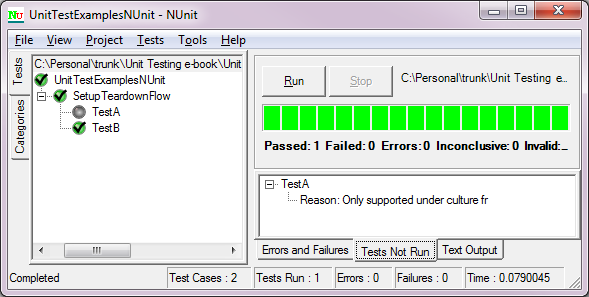 NU UnitTestExamplesNUnit - NUnit
File View Project Tests Tools Help
Tests
Categories
C:\Personal\trunk\Unit Testing e-book\Unit
UnitTestExamplesNUnit
SetupTeardownFlow
TestA
TestB
Run
Stop
C:\Personal\trunk\Unit Testing e...
Passed: 1 Failed: 0 Errors: 0 Inconclusive: 0 Invalid:...
TestA
Reason: Only supported under culture fr
Errors and Failures
Tests Not Run
Text Output
Completed
Test Cases : 2
Tests Run : 1
Errors : 0
Failures : 0
Time : 0.0790045